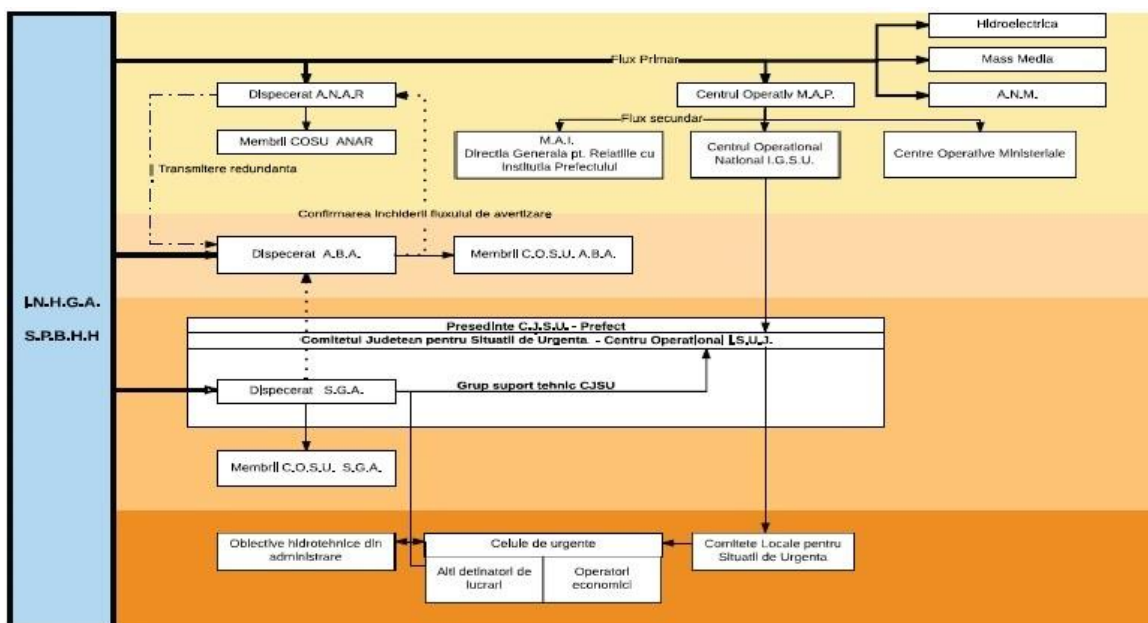 Hidroelectrica
Flux Primar
Mass Media
Dispecerat A.N.A.R
Centrul Operativ M.A.P.
A.N.M.
Flux secundar
Membrii COSU ANAR
M.A.I.
Directia Generala pt. Relatiile cu
Institutia Prefectului
Centrul Operational
National I.G.S.U.
Centre Operative Ministeriale
Transmitere redundanta
Confirmarea inchiderii fluxului de avertizare
Dispecerat A.B.A.
Membrii C.O.S.U. A.B.A.
I.N.H.G.A.
S.P.B.H.H
Presedinte C.J.S.U. - Prefect
Comitetul Judetean pentru Situatii de Urgenta - Centru Operational I.S.U.J.
Dispecerat S.G.A.
Grup suport tehnic CJSU
Membrii C.O.S.U. S.G.A.
Obiective hidrotehnice din
administrare
Celule de urgente
Alti detinatori de
lucrari
Operatori
economici
Comitete Locale pentru
Situatii de Urgenta